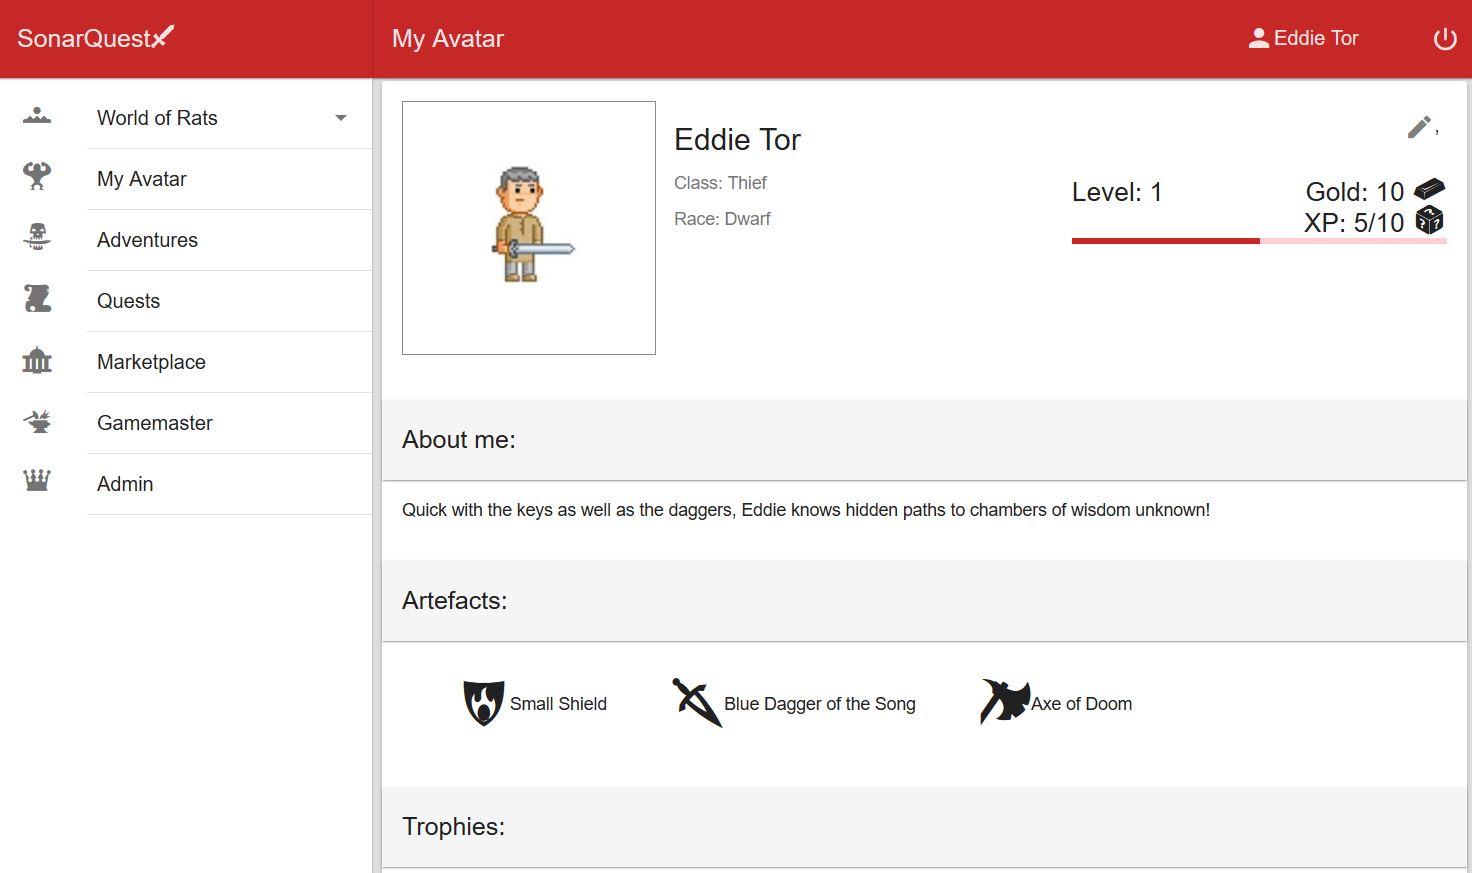 SonarQuest
My Avatar
Eddie Tor
World of Rats
My Avatar
Adventures
Quests
Marketplace
Gamemaster
Admin
Eddie Tor
,
Class: Thief
Race: Dwarf
Level: 1
Gold: 10
XP: 5/10
About me:
Quick with the keys as well as the daggers, Eddie knows hidden paths to chambers of wisdom unknown!
Artefacts:
Small Shield
Blue Dagger of the Song
Axe of Doom
Trophies: